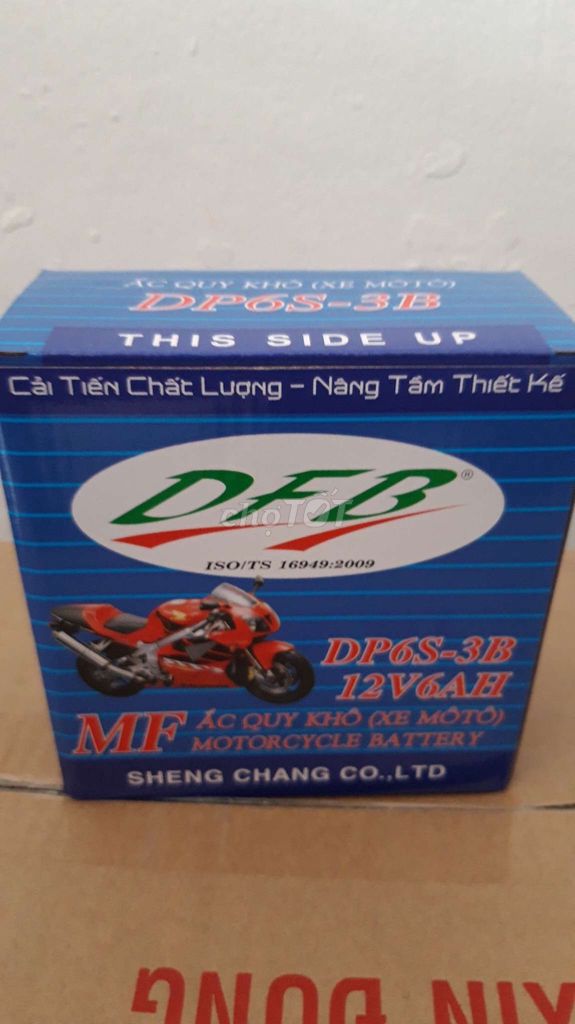 ẮC QUY KHÔ (XE MÔTÔ)
DP6S-3B
THIS SIDE UP
Cải Tiến Chất Lượng – Nâng Tầm Thiết Kế
DFB®
chợTỐT
ISO/TS 16949:2009
DP6S-3B
12V6AH
MF ẮC QUY KHÔ (XE MÔTÔ)
MOTORCYCLE BATTERY
SHENG CHANG CO.,LTD
XIN ĐỪNG